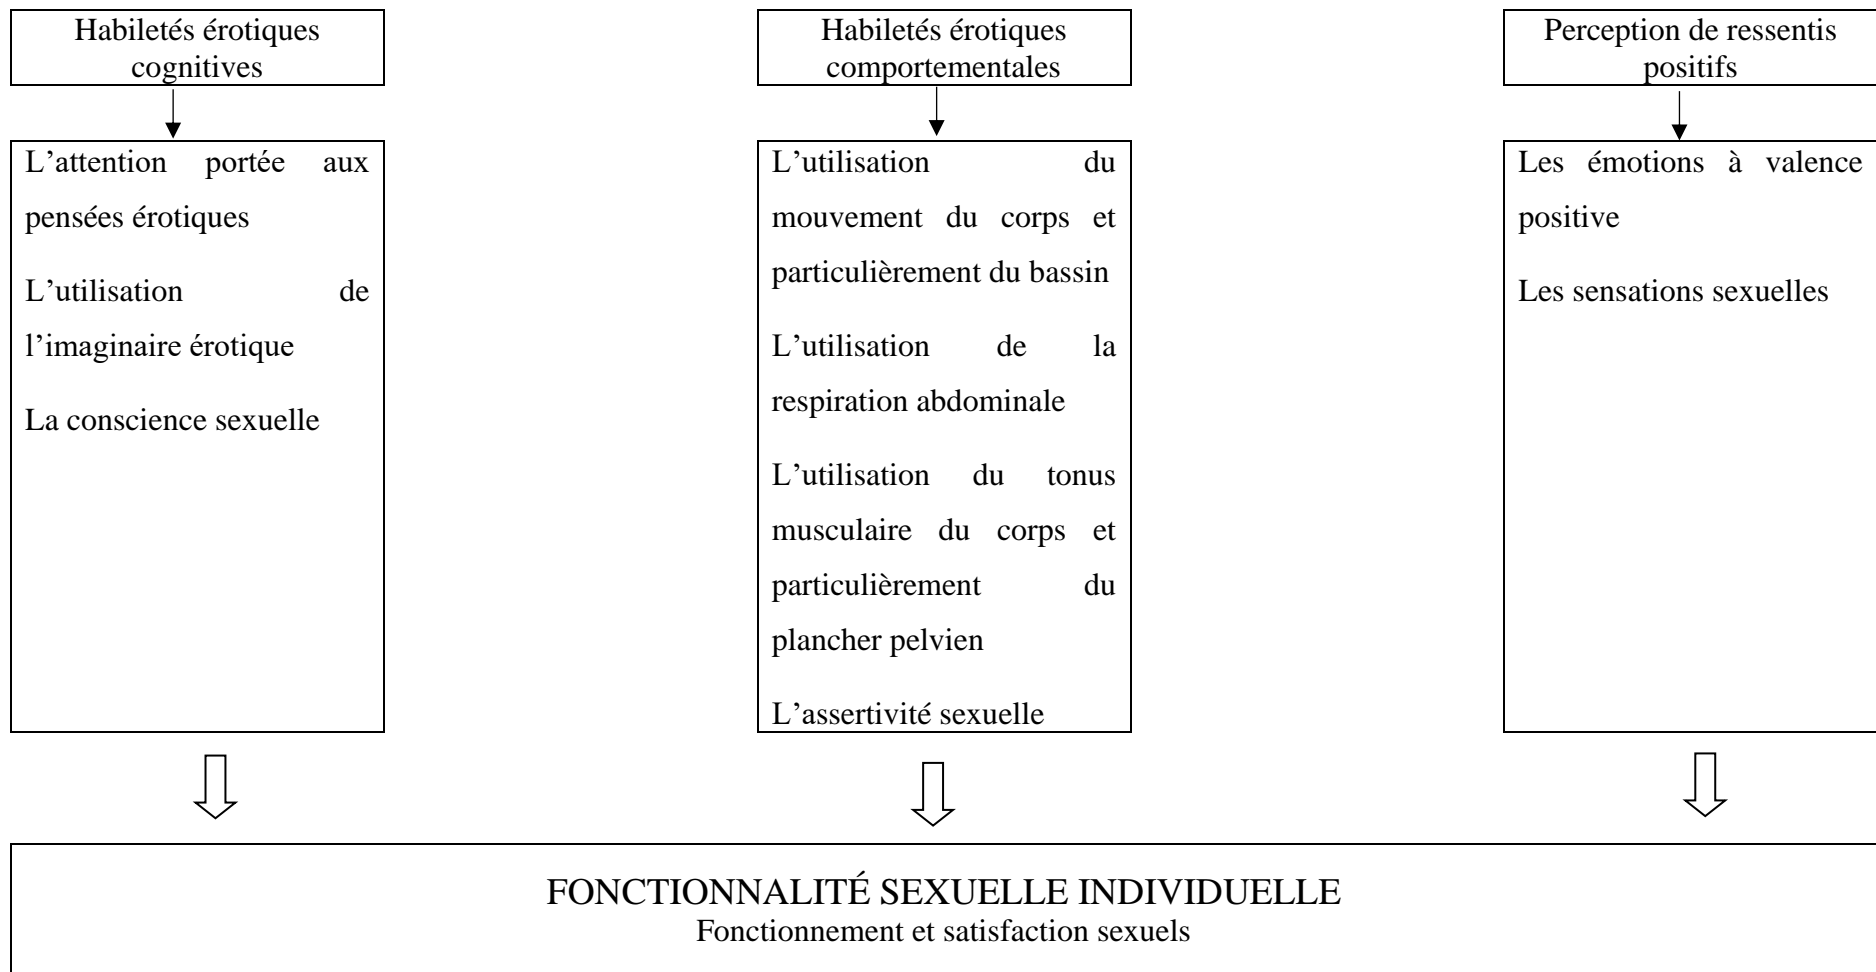 Habiletés érotiques
cognitives
Habiletés érotiques
comportementales
Perception de ressentis
positifs
L’attention portée aux
pensées érotiques
L’utilisation de
l’imaginaire érotique
La conscience sexuelle
L’utilisation du
mouvement du corps et
particulièrement du bassin
L’utilisation de la
respiration abdominale
L’utilisation du tonus
musculaire du corps et
particulièrement du
plancher pelvien
L’assertivité sexuelle
Les émotions à valence
positive
Les sensations sexuelles
FONCTIONNALITÉ SEXUELLE INDIVIDUELLE
Fonctionnement et satisfaction sexuels